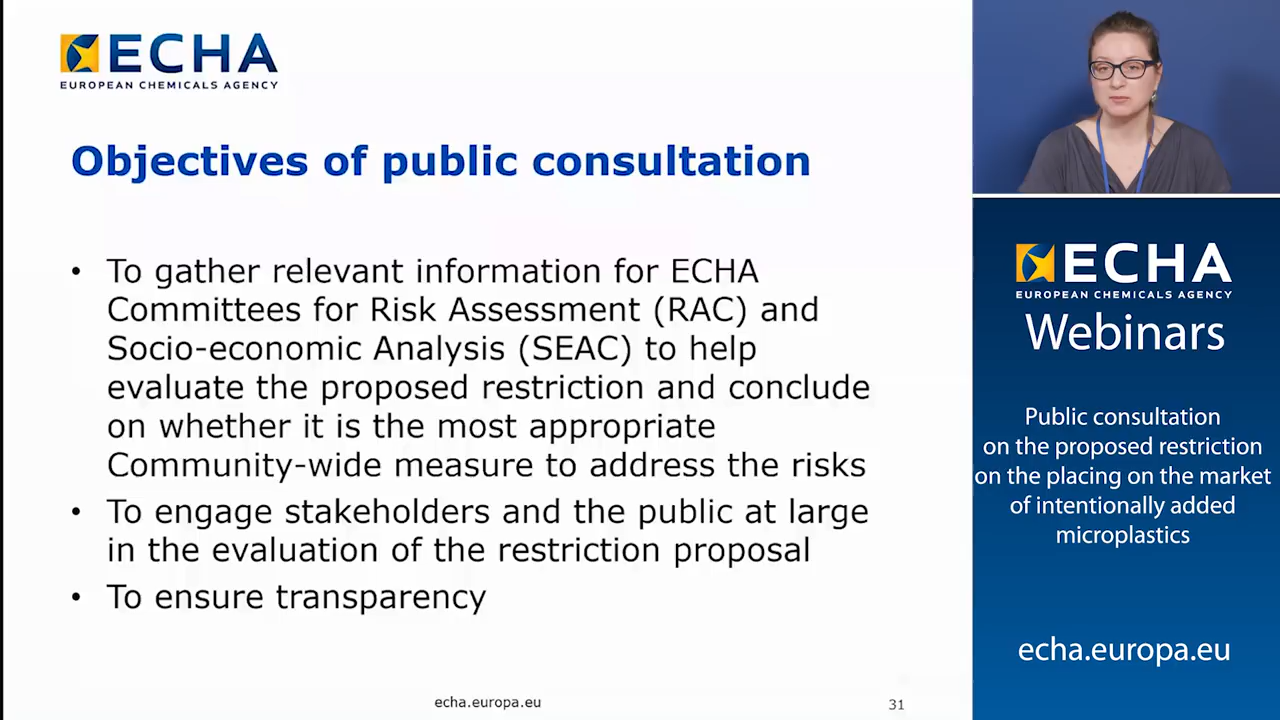 ECHA
EUROPEAN CHEMICALS AGENCY
Objectives of public consultation
• To gather relevant information for ECHA
Committees for Risk Assessment (RAC) and
Socio-economic Analysis (SEAC) to help
evaluate the proposed restriction and conclude
on whether it is the most appropriate
Community-wide measure to address the risks
• To engage stakeholders and the public at large
in the evaluation of the restriction proposal
• To ensure transparency
echa.europa.eu
31
ECHA
EUROPEAN CHEMICALS AGENCY
Webinars
Public consultation
on the proposed restriction
on the placing on the market
of intentionally added
microplastics
echa.europa.eu